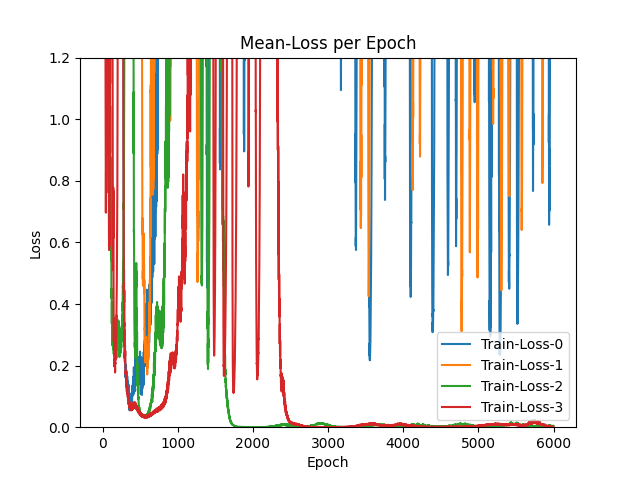 Mean-Loss per Epoch
1.2
1.0
0.8
0.6
0.4
0.2
0.0
Loss
Train-Loss-0
Train-Loss-1
Train-Loss-2
Train-Loss-3
0 1000 2000 3000 4000 5000 6000
Epoch